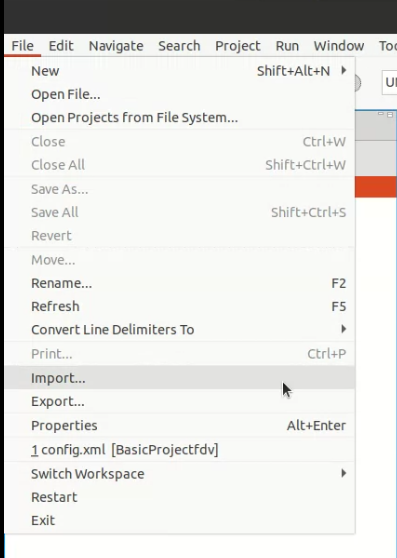 File Edit Navigate Search Project Run Window
New Shift+Alt+N
Open File...
Open Projects from File System...
Close Ctrl+W
Close All Shift+Ctrl+W
Save As...
Save All Shift+Ctrl+S
Revert
Move...
Rename... F2
Refresh F5
Convert Line Delimiters To
Print... Ctrl+P
Import...
Export...
Properties Alt+Enter
1 config.xml [BasicProjectfdv]
Switch Workspace
Restart
Exit